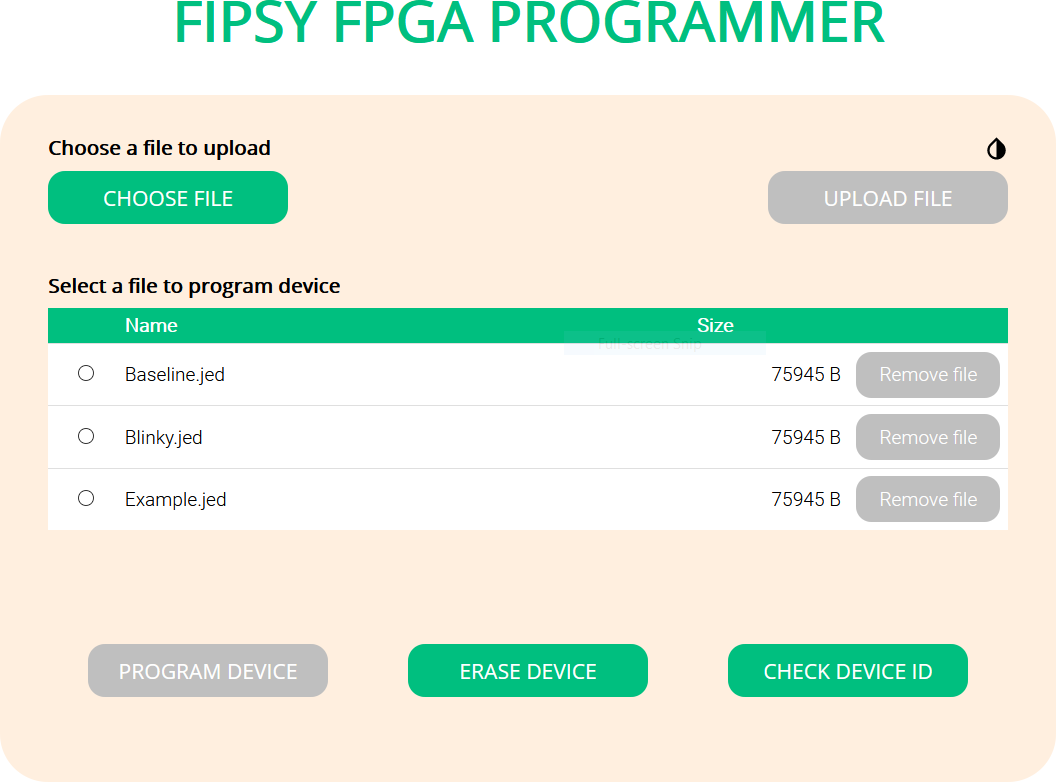 FIPSY FPGA PROGRAMMER
Choose a file to upload
CHOOSE FILE UPLOAD FILE
Select a file to program device
Name Size
Full-screen Snip
Baseline.jed 75945 B Remove file
Blinky.jed 75945 B Remove file
Example.jed 75945 B Remove file
PROGRAM DEVICE ERASE DEVICE CHECK DEVICE ID